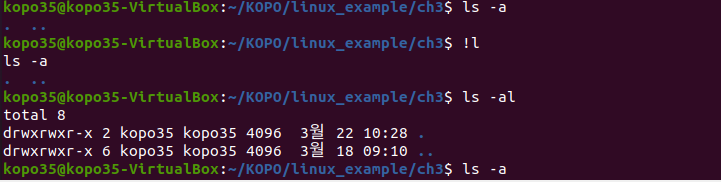 kopo35@kopo35-VirtualBox:~/KOPO/linux_example/ch3$ ls -a
.  ..
kopo35@kopo35-VirtualBox:~/KOPO/linux_example/ch3$ !l
ls -a
.  ..
kopo35@kopo35-VirtualBox:~/KOPO/linux_example/ch3$ ls -al
total 8
drwxrwxr-x 2 kopo35 kopo35 4096  3월 22 10:28 .
drwxrwxr-x 6 kopo35 kopo35 4096  3월 18 09:10 ..
kopo35@kopo35-VirtualBox:~/KOPO/linux_example/ch3$ ls -a